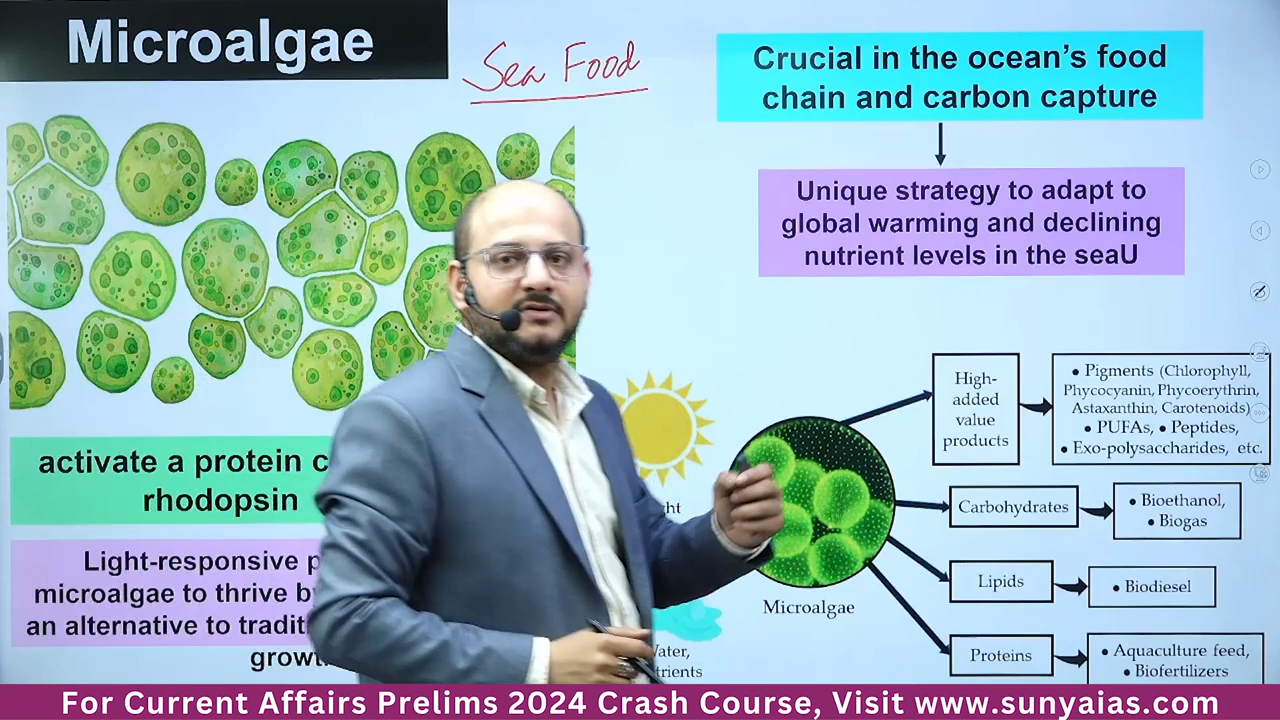 Microalgae
Sea Food
Crucial in the ocean's food
chain and carbon capture
Unique strategy to adapt to
global warming and declining
nutrient levels in the seaU
activate a protein c
rhodopsin
Light-responsive p
microalgae to thrive b
an alternative to tradit
growt
ht
Water,
trients
Microalgae
High-
added
value
products
• Pigments (Chlorophyll,
Phycocyanin, Phycoerythrin,
Astaxanthin, Carotenoids)
• PUFAs, • Peptides,
• Exo-polysaccharides, etc.
Carbohydrates
• Bioethanol,
• Biogas
Lipids
• Biodiesel
Proteins
• Aquaculture feed,
• Biofertilizers
For Current Affairs Prelims 2024 Crash Course, Visit www.sunyaias.com